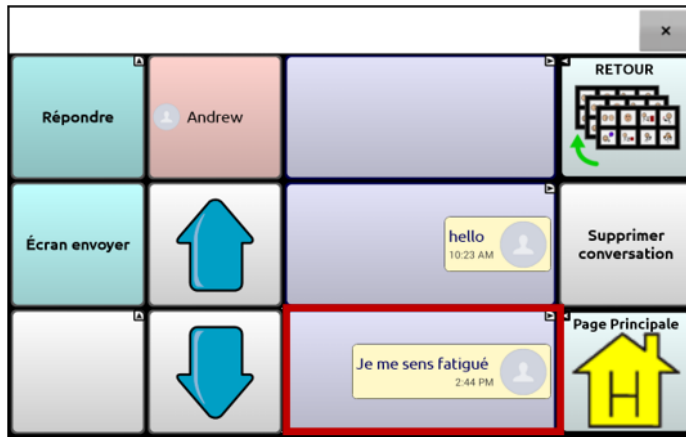 ×
RETOUR
Répondre
Andrew
hello
10:23 AM
Écran envoyer
Supprimer
conversation
Page Principale
Je me sens fatigué
2:44 PM
H